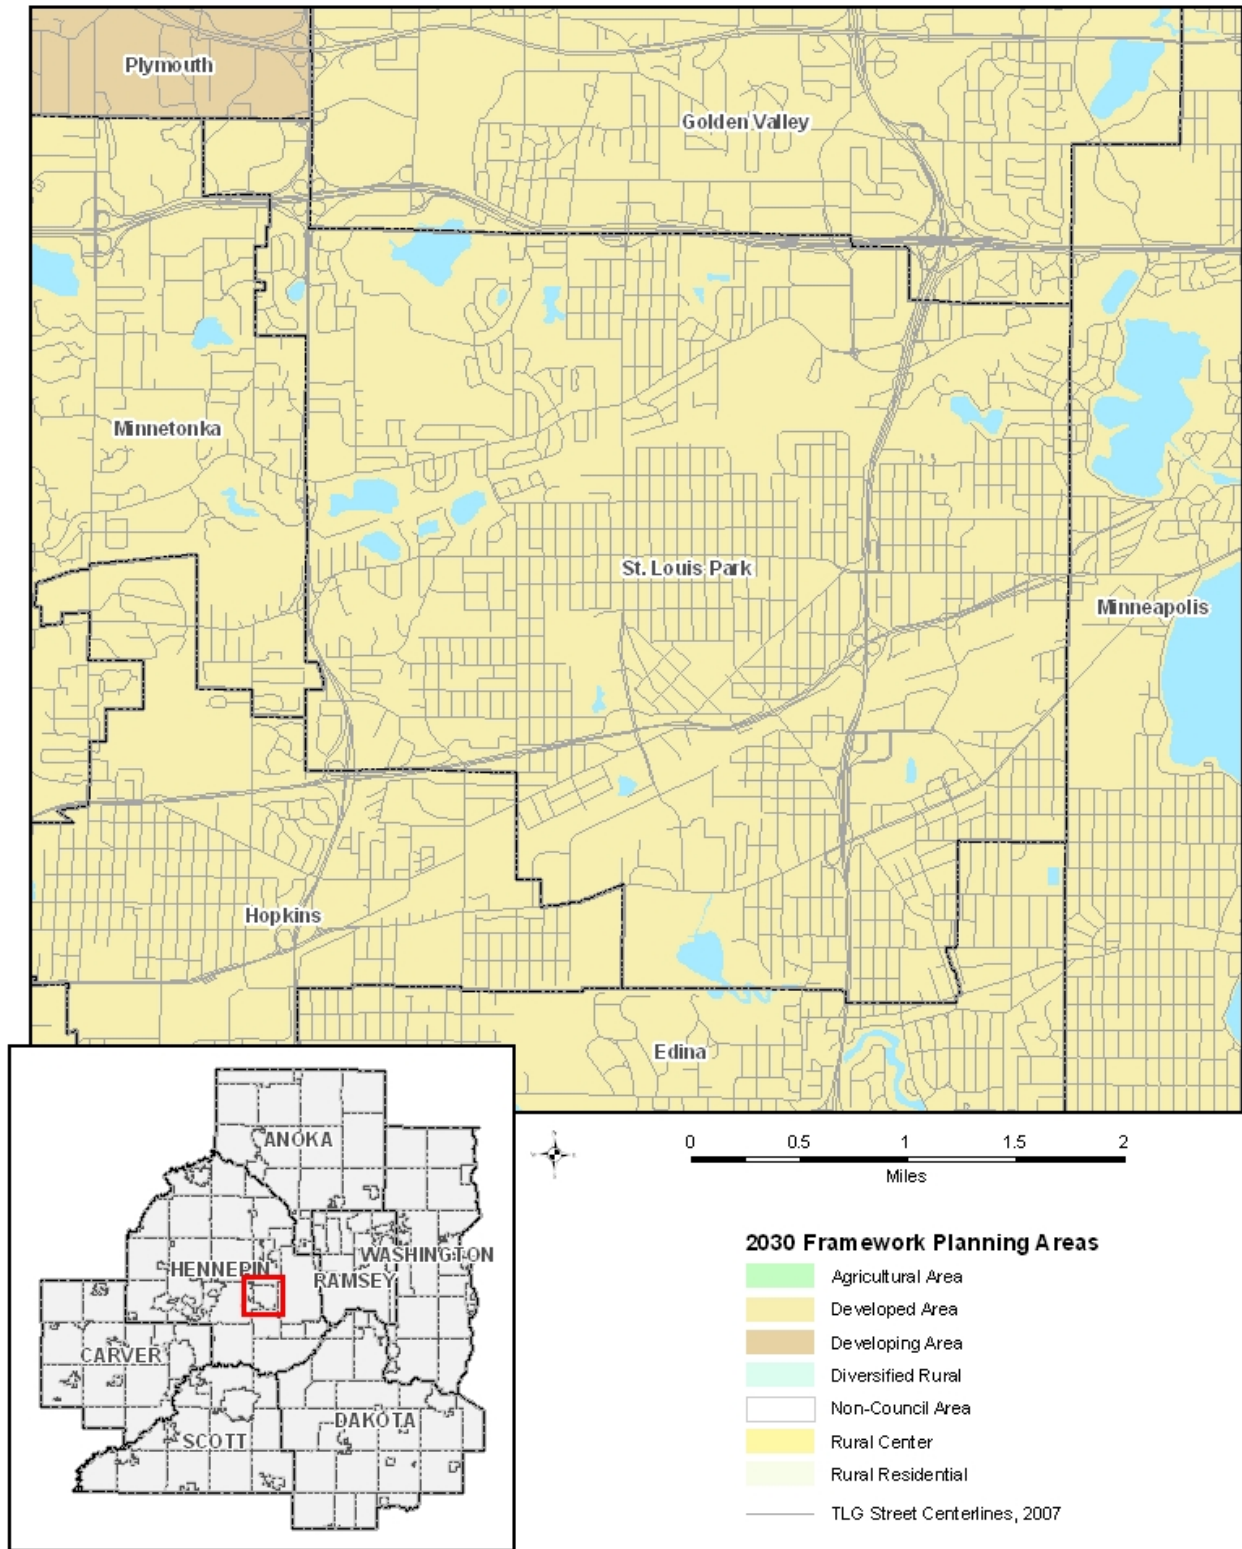 Plymouth
Golden Valley
Minnetonka
St. Louis Park
Minneapolis
Hopkins
Edina
ANOKA
WASHINGTON
HENNEPIN
RAMSEY
CARVER
DAKOTA
SCOTT
0 0.5 1 1.5 2
Miles
2030 Framework Planning Areas
Agricultural Area
Developed Area
Developing Area
Diversified Rural
Non-Council Area
Rural Center
Rural Residential
TLG Street Centerlines, 2007